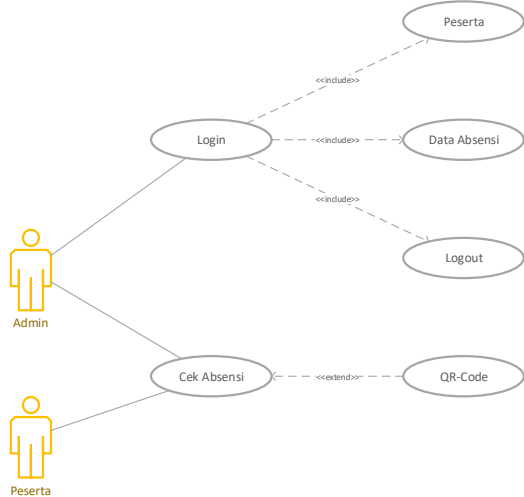 Peserta
<<include>>
Login
<<include>>
Data Absensi
<<include>>
Logout
Admin
Cek Absensi
<<extend>>
QR-Code
Peserta